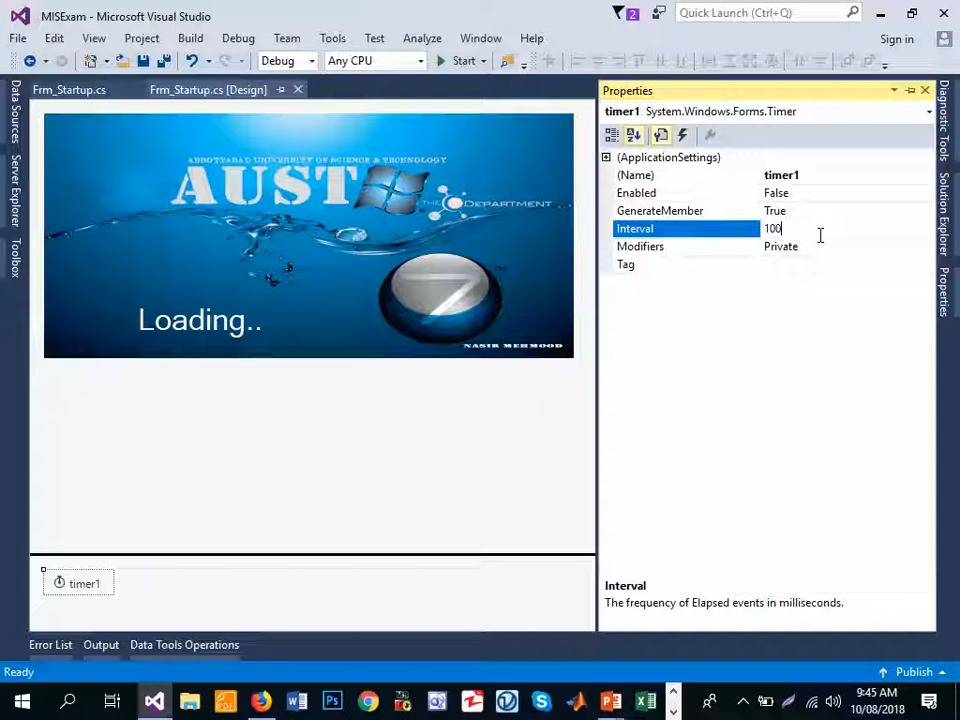 MISExam - Microsoft Visual Studio
2
Quick Launch (Ctrl+Q)
File Edit View Project Build Debug Team Tools Test Analyze Window Help
Sign in
Debug Any CPU Start
Frm_Startup.cs Frm_Startup.cs [Design]
Data Sources
Server Explorer
Toolbox
ABBOTTABAD UNIVERSITY OF SCIENCE & TECHNOLOGY
AUST
THE DEPARTMENT
Loading..
NASIR MEHMOOD
timer1
Properties
timer1 System.Windows.Forms.Timer
(ApplicationSettings)
(Name) timer1
Enabled False
GenerateMember True
Interval 100
Modifiers Private
Tag
Interval
The frequency of Elapsed events in milliseconds.
Diagnostic Tools
Solution Explorer
Properties
Error List Output Data Tools Operations
Ready
Publish
9:45 AM
10/08/2018